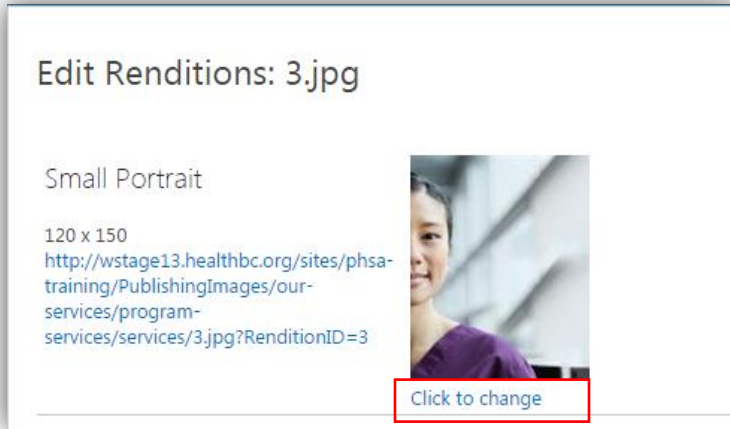 Edit Renditions: 3.jpg
Small Portrait
120 x 150
http://wstage13.healthbc.org/sites/phsa-
training/PublishingImages/our-
services/program-
services/services/3.jpg?RenditionID=3
Click to change